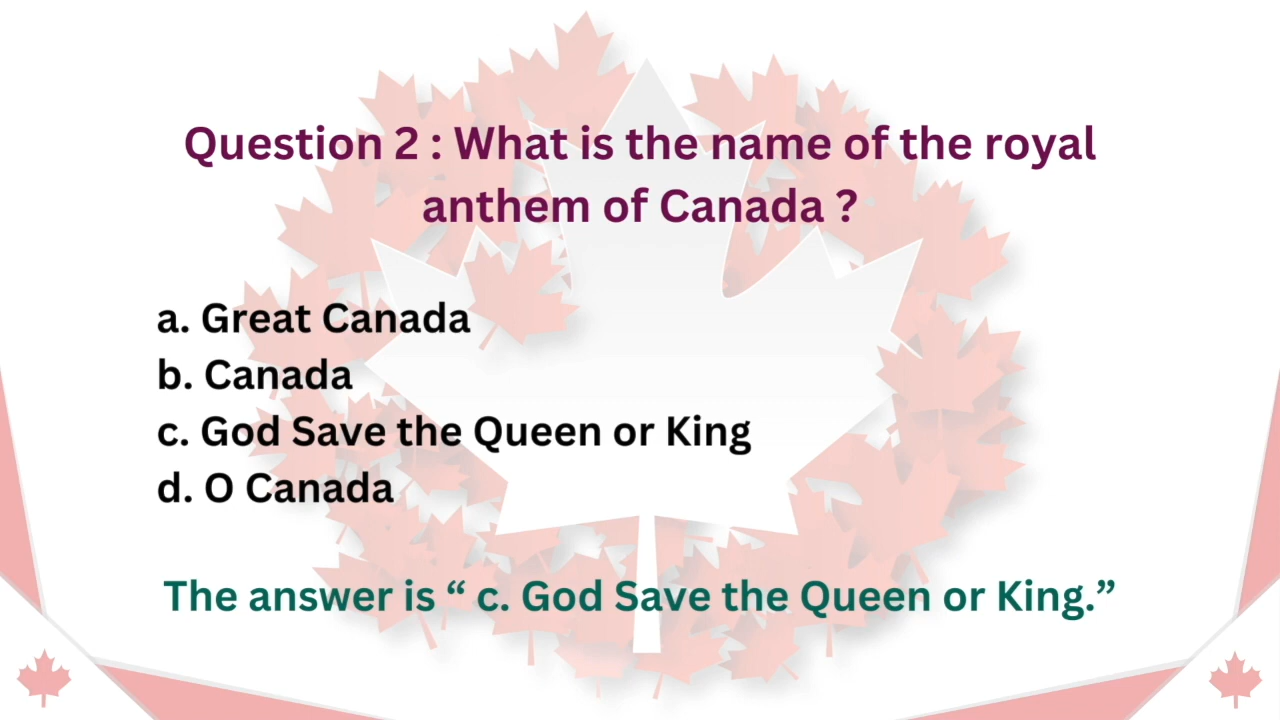 Question 2 : What is the name of the royal
anthem of Canada ?
a. Great Canada
b. Canada
c. God Save the Queen or King
d. O Canada
The answer is “ c. God Save the Queen or King.”